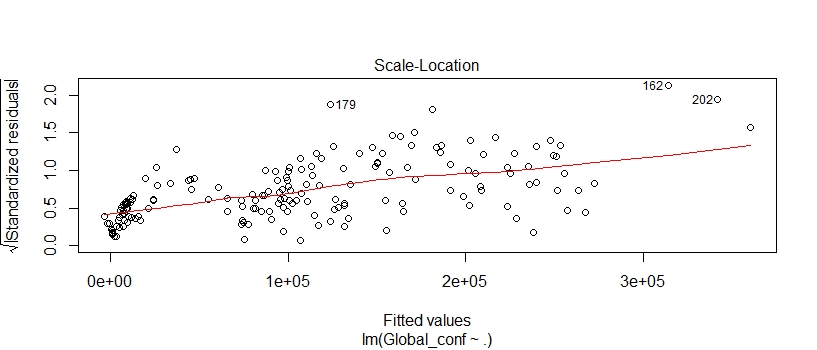 Scale-Location
√|Standardized residuals|
2.0
1.5
1.0
0.5
0.0
179
162
202
0e+00
1e+05
2e+05
3e+05
Fitted values
lm(Global_conf ~ .)